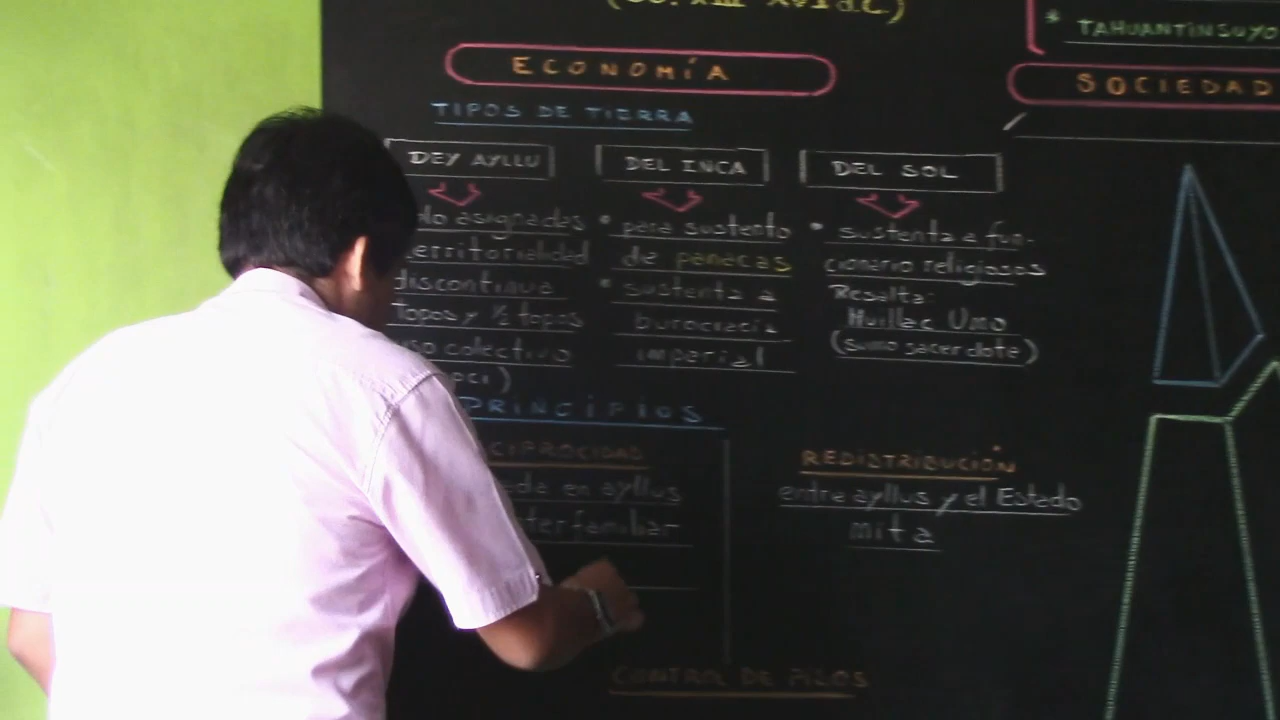 * TAHUANTINSUYO
ECONOMÍA
SOCIEDAD
TIPOS DE TIERRA
DEY AYLLU
DEL INCA
DEL SOL
asignadas
territorialidad
discontinua
topos y ½ topos
uso colectivo
* para sustento
de panacas
* sustenta a
burocracia
imperial
* sustenta a fun-
cionario religiosos
Resalta:
Huillac Umo
(sumo sacerdote)
PRINCIPIOS
CIPROCIDAD
en ayllus
terfamiliar
REDISTRIBUCIÓN
entre ayllus y el Estado
mita
CONTROL DE PISOS